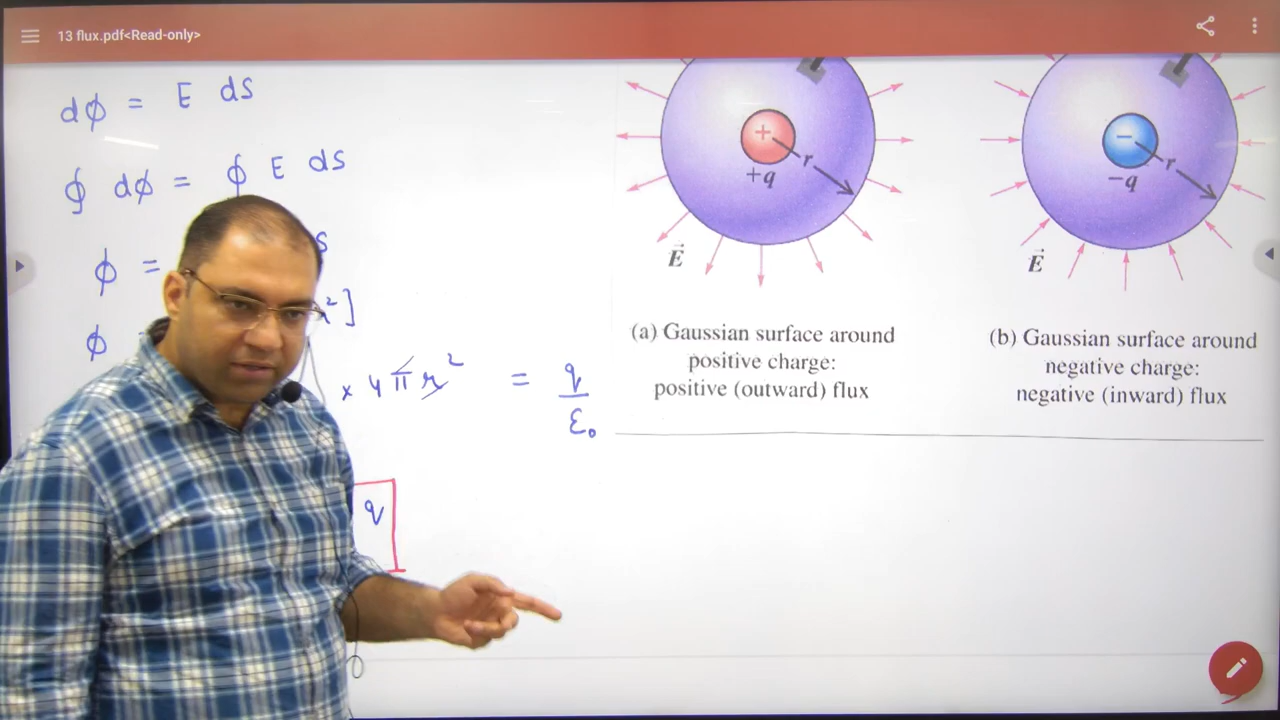 13 flux.pdf<Read-only>
dϕ = E ds
∮ dϕ = ∮ E ds
ϕ = s
ϕ r²]
× 4πr² = q/ε₀
q
+
+q
r
E⃗
−
−q
r
E⃗
(a) Gaussian surface around
positive charge:
positive (outward) flux
(b) Gaussian surface around
negative charge:
negative (inward) flux